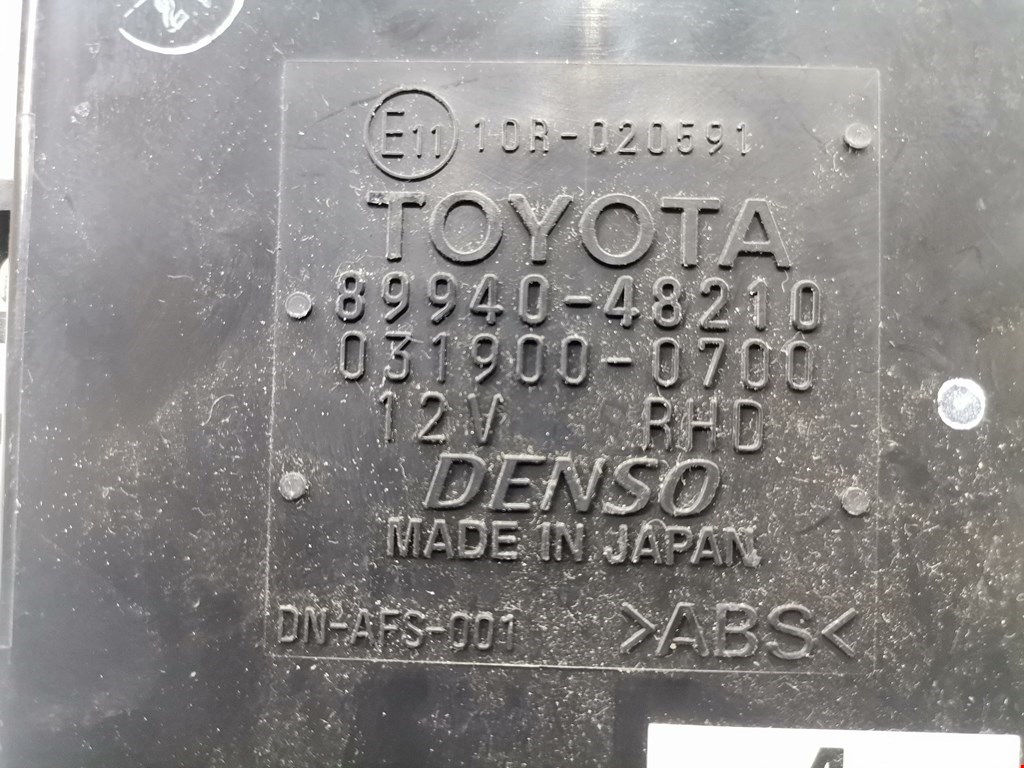 E11 10R-020591
TOYOTA
89940-48210
031900-0700
12V RHD
DENSO
MADE IN JAPAN
DN-AFS-001 >ABS<